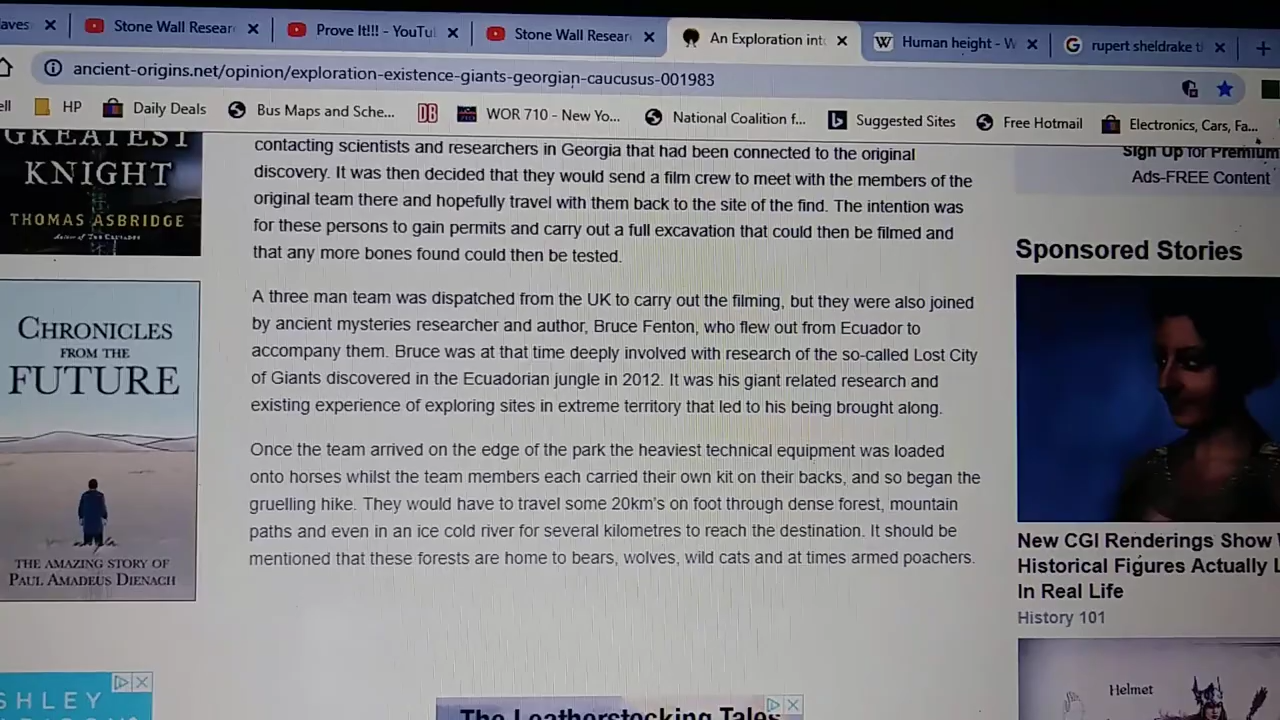 aves
Stone Wall Resear
Prove It!!! - YouTu
Stone Wall Resear
An Exploration int
Human height - W
rupert sheldrake t
ancient-origins.net/opinion/exploration-existence-giants-georgian-caucusus-001983
ell
HP
Daily Deals
Bus Maps and Sche...
DB
WOR 710 - New Yo...
National Coalition f...
Suggested Sites
Free Hotmail
Electronics, Cars, Fa...
GREATEST
KNIGHT
THOMAS ASBRIDGE
CHRONICLES
FROM THE
FUTURE
THE AMAZING STORY OF
PAUL AMADEUS DIENACH
SHLEY
contacting scientists and researchers in Georgia that had been connected to the original
discovery. It was then decided that they would send a film crew to meet with the members of the
original team there and hopefully travel with them back to the site of the find. The intention was
for these persons to gain permits and carry out a full excavation that could then be filmed and
that any more bones found could then be tested.
A three man team was dispatched from the UK to carry out the filming, but they were also joined
by ancient mysteries researcher and author, Bruce Fenton, who flew out from Ecuador to
accompany them. Bruce was at that time deeply involved with research of the so-called Lost City
of Giants discovered in the Ecuadorian jungle in 2012. It was his giant related research and
existing experience of exploring sites in extreme territory that led to his being brought along.
Once the team arrived on the edge of the park the heaviest technical equipment was loaded
onto horses whilst the team members each carried their own kit on their backs, and so began the
gruelling hike. They would have to travel some 20km's on foot through dense forest, mountain
paths and even in an ice cold river for several kilometres to reach the destination. It should be
mentioned that these forests are home to bears, wolves, wild cats and at times armed poachers.
The Leatherstocking Tales
Sign Up for Premium
Ads-FREE Content
Sponsored Stories
New CGI Renderings Show
Historical Figures Actually L
In Real Life
History 101
Helmet